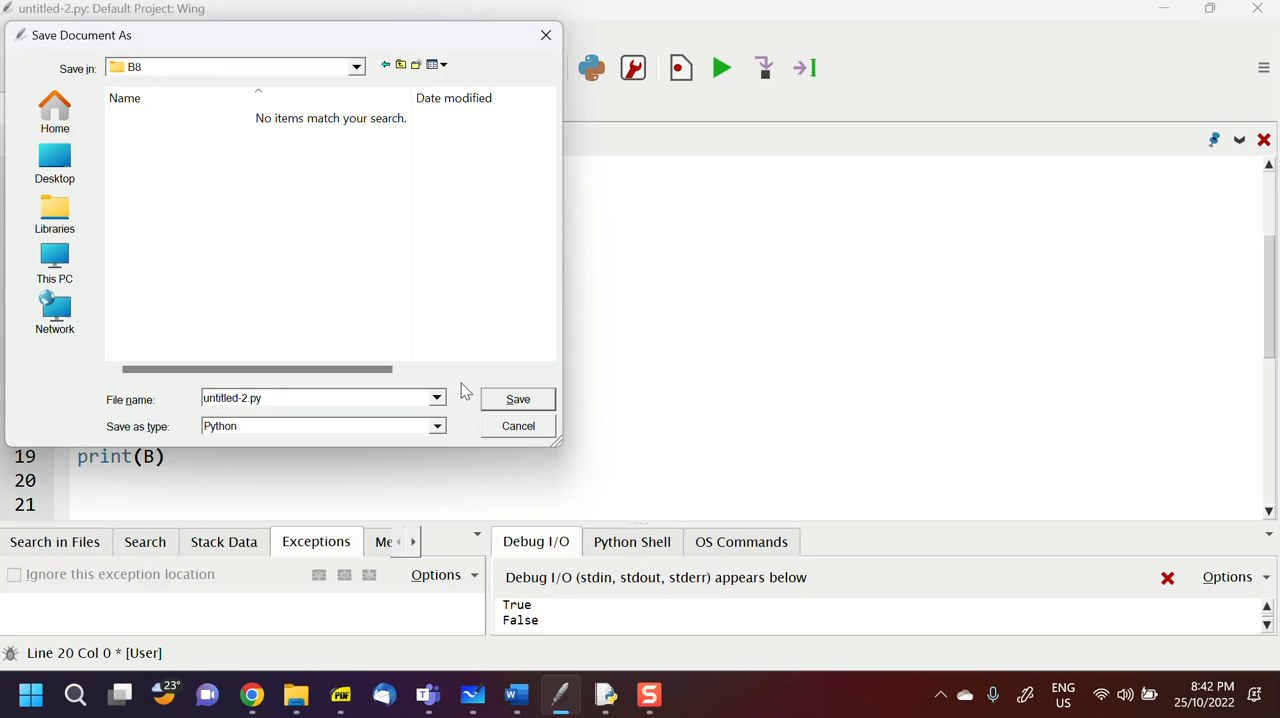 untitled-2.py: Default Project: Wing
Save Document As
Save in: B8
Name Date modified
No items match your search.
Home
Desktop
Libraries
This PC
Network
File name: untitled-2.py Save
Save as type: Python Cancel
19 print(B)
20
21
Search in Files Search Stack Data Exceptions Me Debug I/O Python Shell OS Commands
Ignore this exception location Options Debug I/O (stdin, stdout, stderr) appears below Options
True
False
Line 20 Col 0 * [User]
23°
PDF
S
ENG
US
8:42 PM
25/10/2022